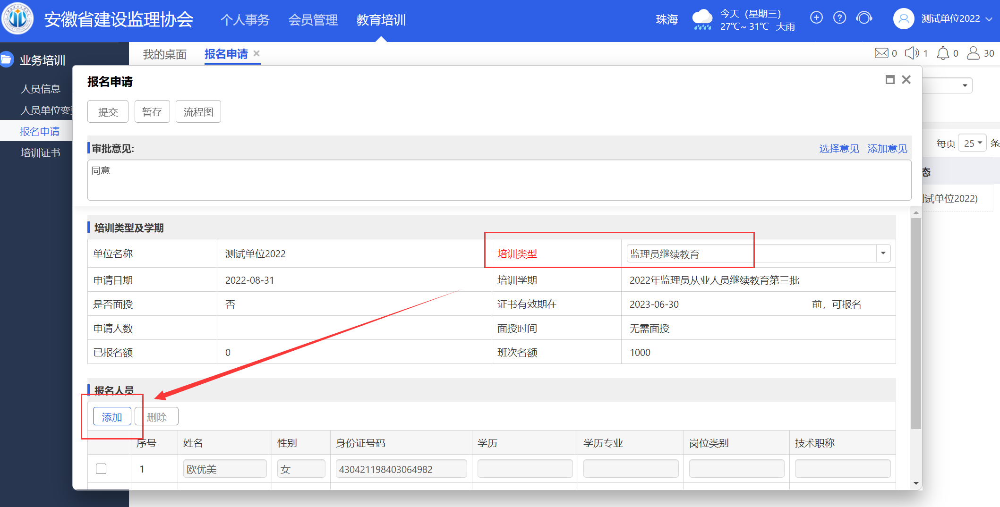 安徽省建设监理协会 个人事务 会员管理 教育培训 珠海 今天 (星期三) 27℃~ 31℃ 大雨 测试单位2022
业务培训 我的桌面 报名申请 0 1 0 30
人员信息
人员单位变
报名申请
培训证书
报名申请
提交 暂存 流程图
审批意见: 选择意见 添加意见
同意
每页 25 条
态
试单位2022)
培训类型及学期
单位名称 测试单位2022 培训类型 监理员继续教育
申请日期 2022-08-31 培训学期 2022年监理员从业人员继续教育第三批
是否面授 否 证书有效期在 2023-06-30 前，可报名
申请人数 面授时间 无需面授
已报名额 0 班次名额 1000
报名人员
添加 删除
序号 姓名 性别 身份证号码 学历 学历专业 岗位类别 技术职称
1 欧优美 女 430421198403064982